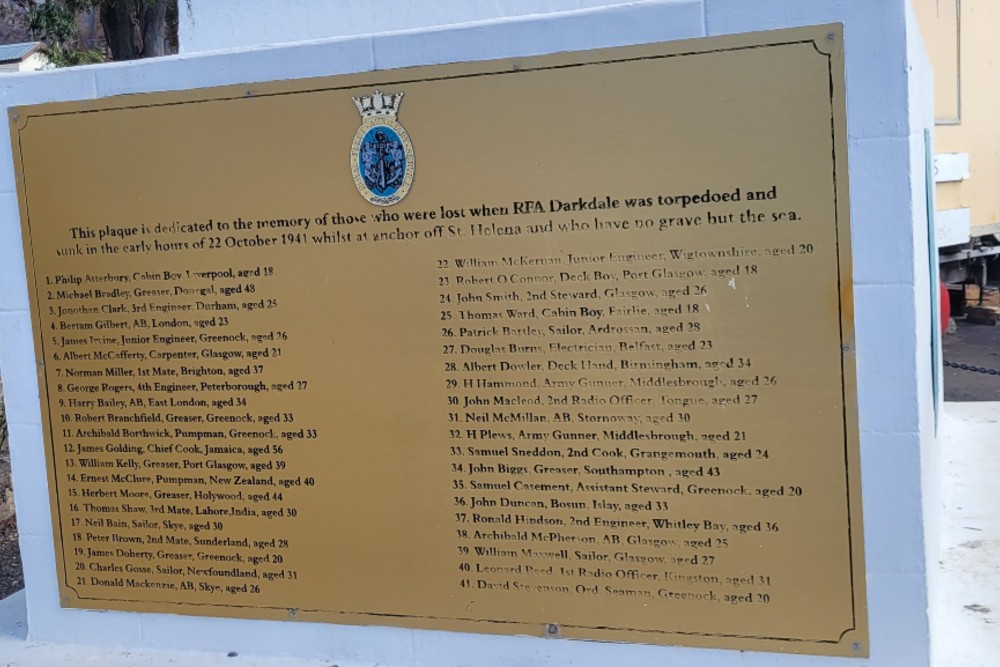 This plaque is dedicated to the memory of those who were lost when RFA Darkdale was torpedoed and
sunk in the early hours of 22 October 1941 whilst at anchor off St. Helena and who have no grave but the sea.
1. Philip Atterbury, Cabin Boy, Liverpool, aged 18
2. Michael Bradley, Greaser, Donegal, aged 48
3. Jonothen Clark, 3rd Engineer, Durham, aged 25
4. Bertam Gilbert, AB, London, aged 23
5. James Irvine, Junior Engineer, Greenock, aged 26
6. Albert McCafferty, Carpenter, Glasgow, aged 21
7. Norman Miller, 1st Mate, Brighton, aged 37
8. George Rogers, 4th Engineer, Peterborough, aged 27
9. Harry Bailey, AB, East London, aged 34
10. Robert Branchfield, Greaser, Greenock, aged 33
11. Archibald Borthwick, Pumpman, Greenock, aged 33
12. James Golding, Chief Cook, Jamaica, aged 56
13. William Kelly, Greaser, Port Glasgow, aged 39
14. Ernest McClure, Pumpman, New Zealand, aged 40
15. Herbert Moore, Greaser, Holywood, aged 44
16 Thomas Shaw, 3rd Mate, Lahore,India, aged 30
17. Neil Bain, Sailor, Skye, aged 30
18. Peter Brown, 2nd Mate, Sunderland, aged 28
19. James Doherty, Greaser, Greenock, aged 20
20. Charles Gosse, Sailor, Newfoundland, aged 31
21. Donald Mackenzie, AB, Skye, aged 26
22. William McKernan, Junior Engineer, Wigtownshire, aged 20
23. Robert O Connor, Deck Boy, Port Glasgow, aged 18
24. John Smith, 2nd Steward, Glasgow, aged 26
25. Thomas Ward, Cabin Boy, Fairlie, aged 18
26. Patrick Bartley, Sailor, Ardrossan, aged 28
27. Douglas Burns, Electrician, Belfast, aged 23
28. Albert Dowler, Deck Hand, Birmingham, aged 34
29. H Hammond, Army Gunner, Middlesbrough, aged 26
30. John Macleod, 2nd Radio Officer, Tongue, aged 27
31. Neil McMillan, AB, Stornoway, aged 30
32. H Plews, Army Gunner, Middlesbrough, aged 21
33. Samuel Sneddon, 2nd Cook, Grangemouth, aged 24
34. John Biggs, Greaser, Southampton , aged 43
35. Samuel Casement, Assistant Steward, Greenock, aged 20
36. John Duncan, Bosun, Islay, aged 33
37. Ronald Hindson, 2nd Engineer, Whitley Bay, aged 36
38. Archibald McPherson, AB, Glasgow, aged 25
39. William Maxwell, Sailor, Glasgow, aged 27
40. Leonard Reed, 1st Radio Officer, Kingston, aged 31
41. David Stevenson, Ord. Seaman, Greenock, aged 20